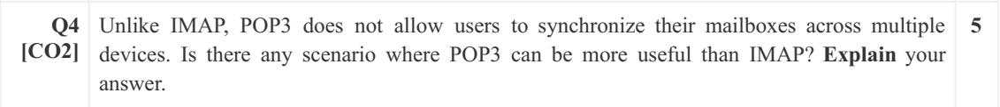 Q4 Unlike IMAP, POP3 does not allow users to synchronize their mailboxes across multiple 5
[CO2] devices. Is there any scenario where POP3 can be more useful than IMAP? Explain your
answer.